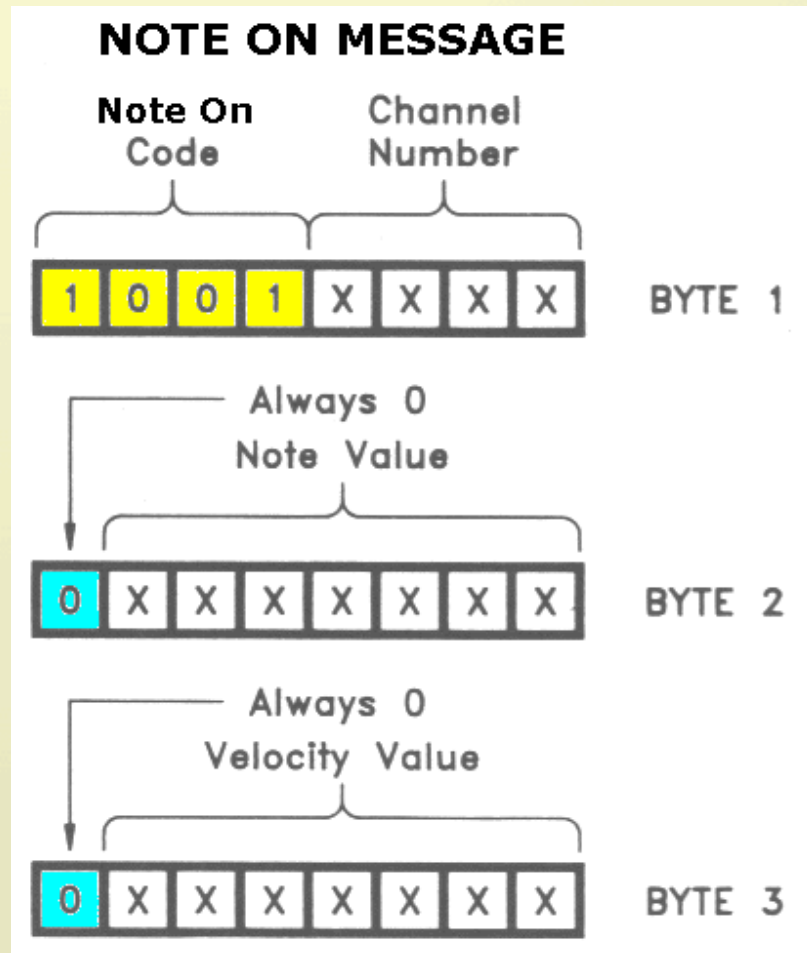 NOTE ON MESSAGE
Note On Channel
Code Number
1 0 0 1 X X X X BYTE 1
Always 0
Note Value
0 X X X X X X X BYTE 2
Always 0
Velocity Value
0 X X X X X X X BYTE 3